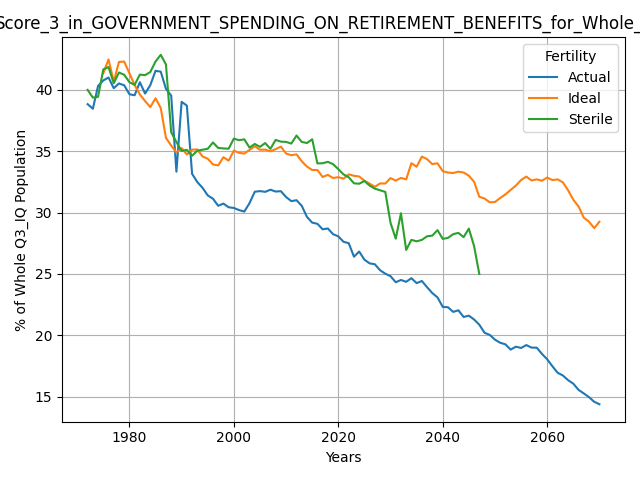 Score_3_in_GOVERNMENT_SPENDING_ON_RETIREMENT_BENEFITS_for_Whole_
Fertility
Actual
Ideal
Sterile
% of Whole Q3_IQ Population
40
35
30
25
20
15
1980
2000
2020
2040
2060
Years